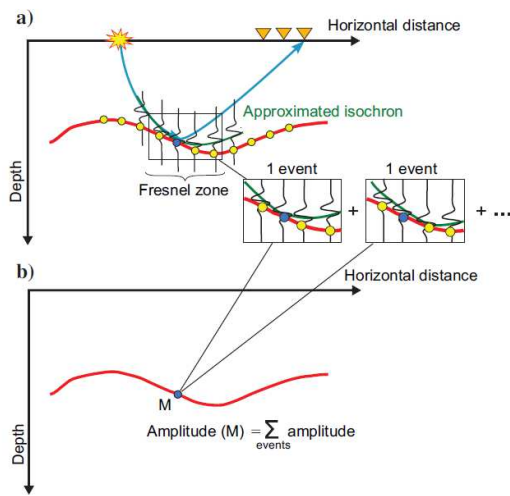 a)
Horizontal distance
Approximated isochron
Depth
Fresnel zone
1 event
1 event
+
+ ...
b)
Horizontal distance
Depth
M
Amplitude (M) = ∑ amplitude
events